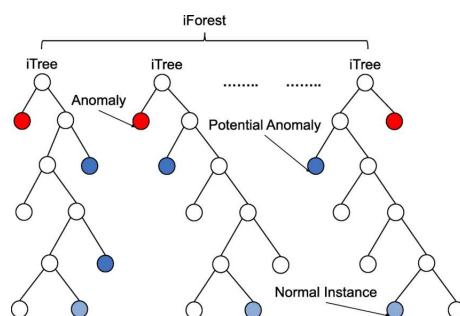 iForest
iTree iTree ........ ........ iTree
Anomaly
Potential Anomaly
Normal Instance